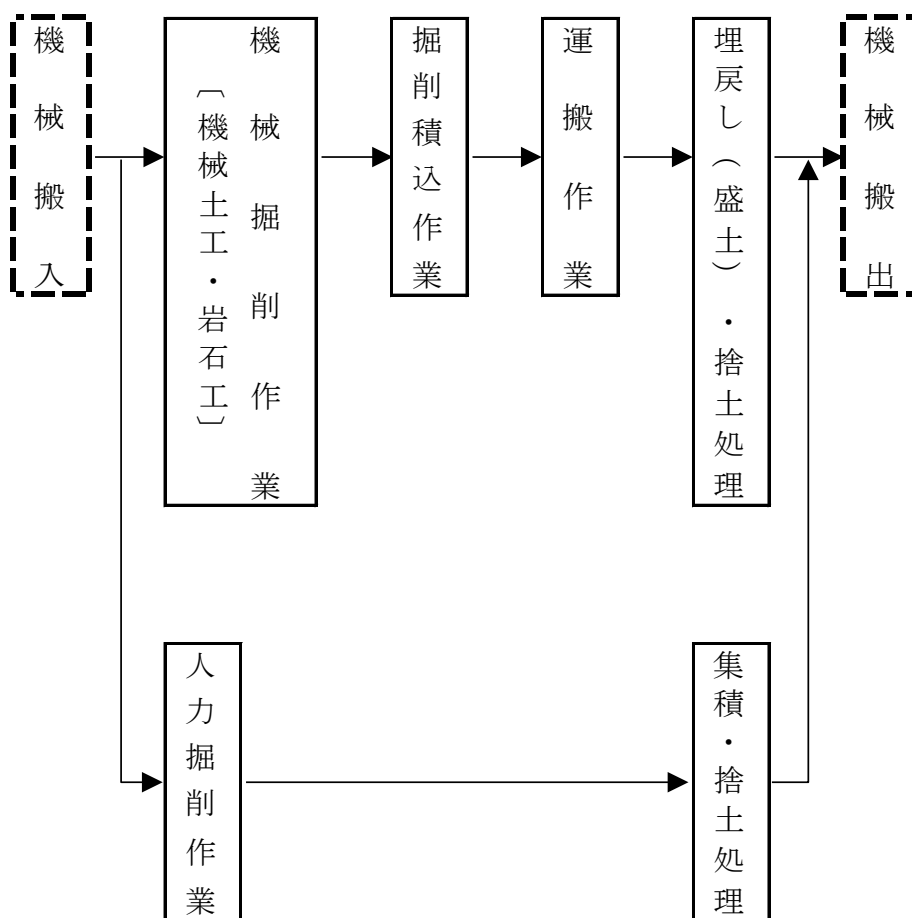 機械搬入
機械掘削作業
〔機械土工・岩石工〕
掘削積込作業
運搬作業
埋戻し(盛土)・捨土処理
機械搬出
人力掘削作業
集積・捨土処理